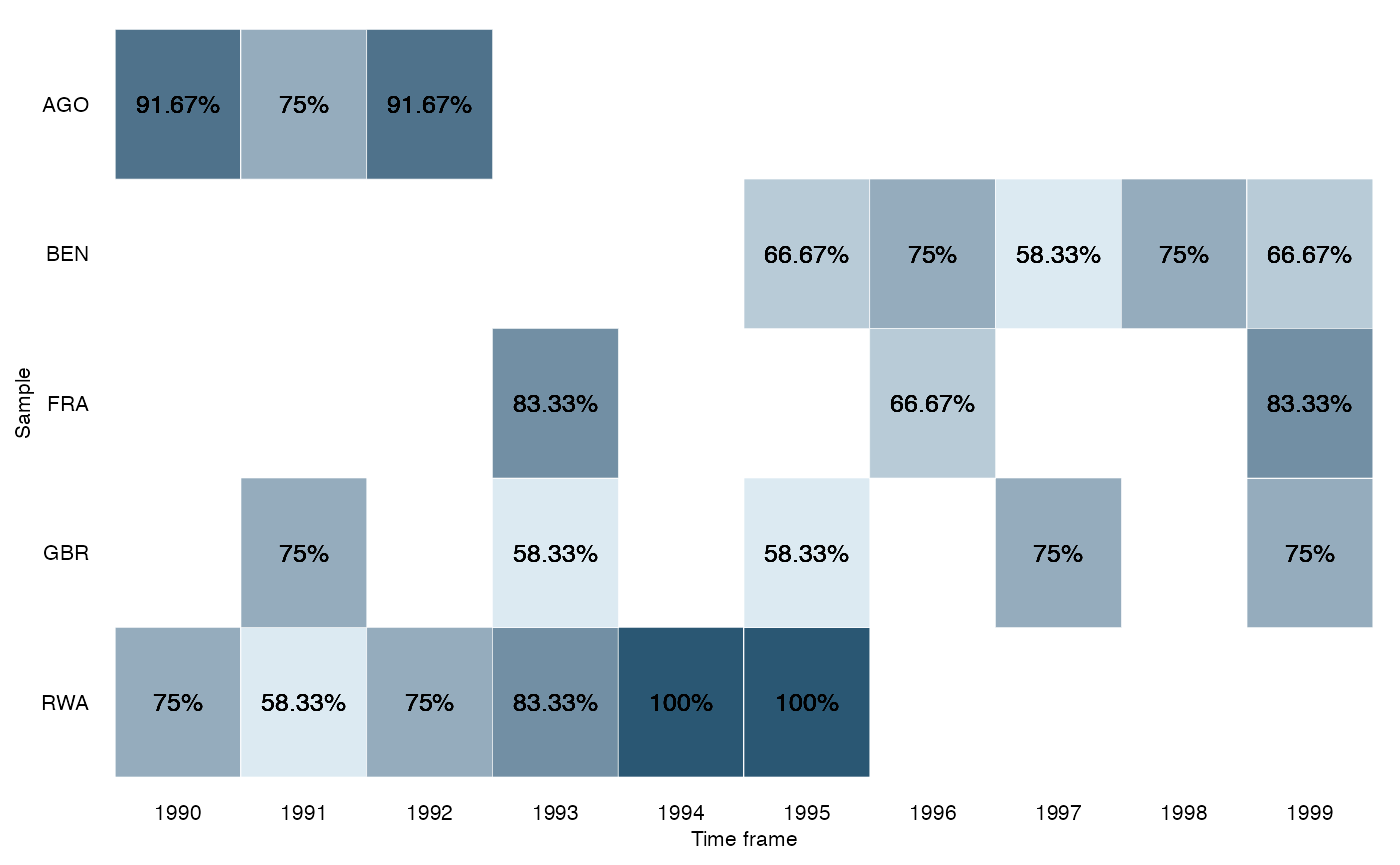 AGO 91.67% 75% 91.67%
BEN 66.67% 75% 58.33% 75% 66.67%
Sample
FRA 83.33% 66.67% 83.33%
GBR 75% 58.33% 58.33% 75% 75%
RWA 75% 58.33% 75% 83.33% 100% 100%
1990 1991 1992 1993 1994 1995 1996 1997 1998 1999
Time frame